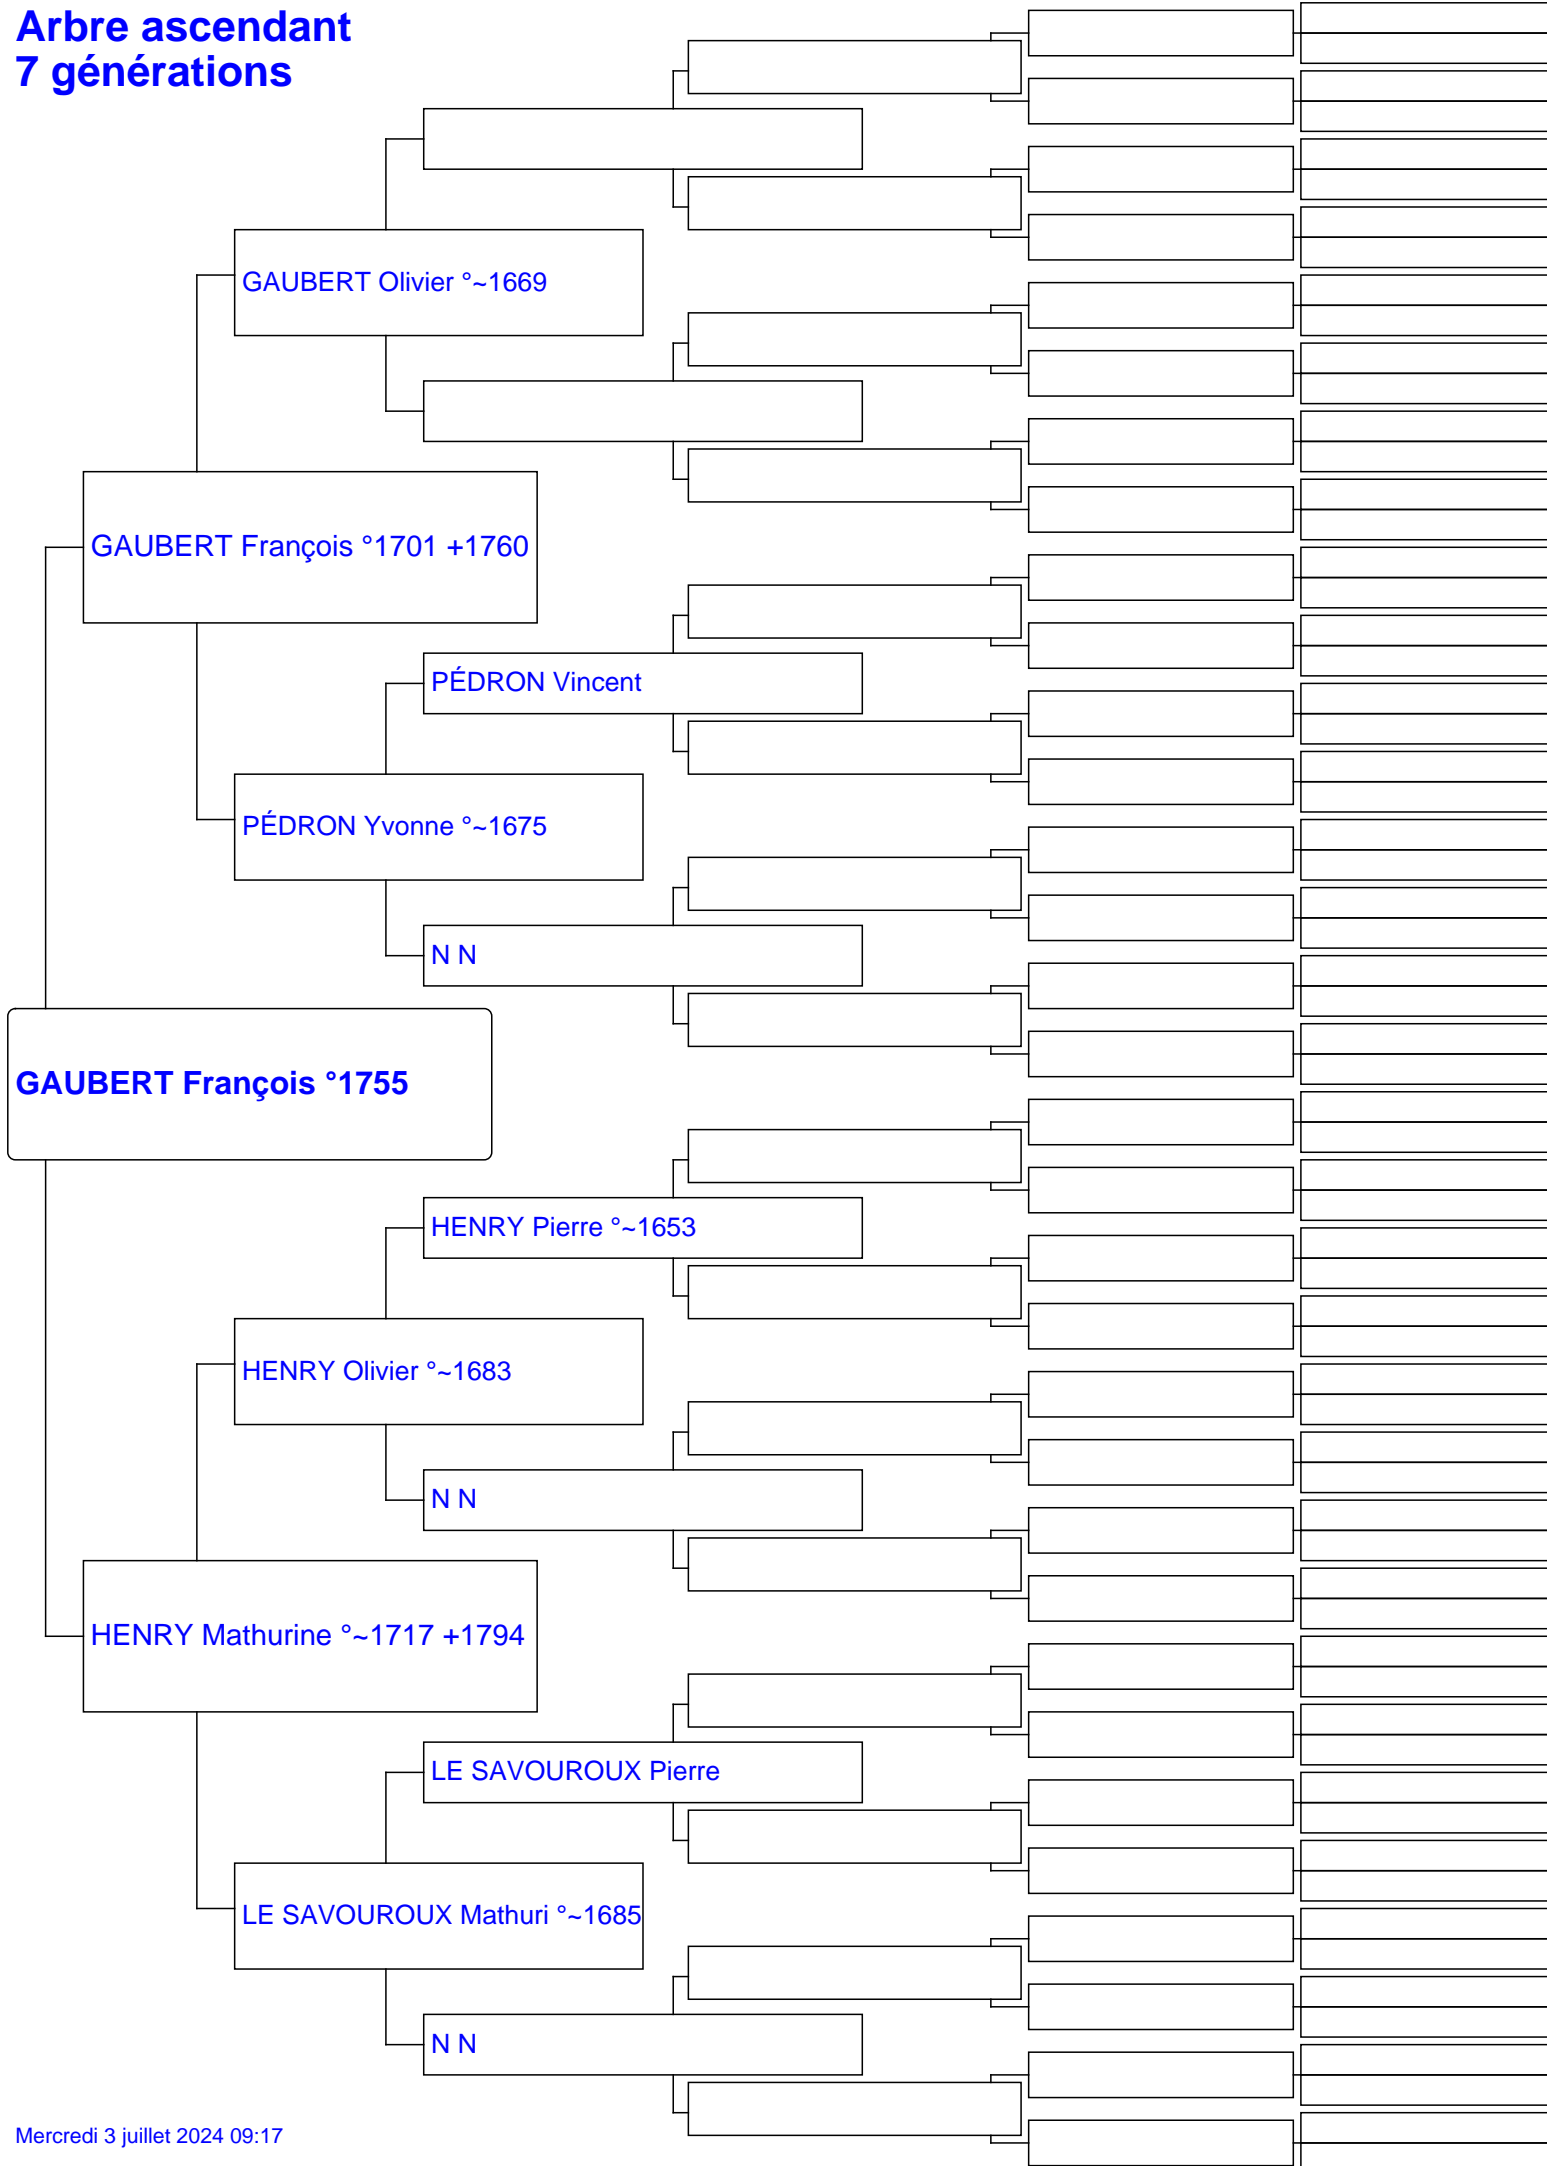 Arbre ascendant
7 générations
GAUBERT Olivier °~1669
GAUBERT François °1701 +1760
PÉDRON Vincent
PÉDRON Yvonne °~1675
N N
GAUBERT François °1755
HENRY Pierre °~1653
HENRY Olivier °~1683
N N
HENRY Mathurine °~1717 +1794
LE SAVOUROUX Pierre
LE SAVOUROUX Mathuri °~1685
N N
Mercredi 3 juillet 2024 09:17